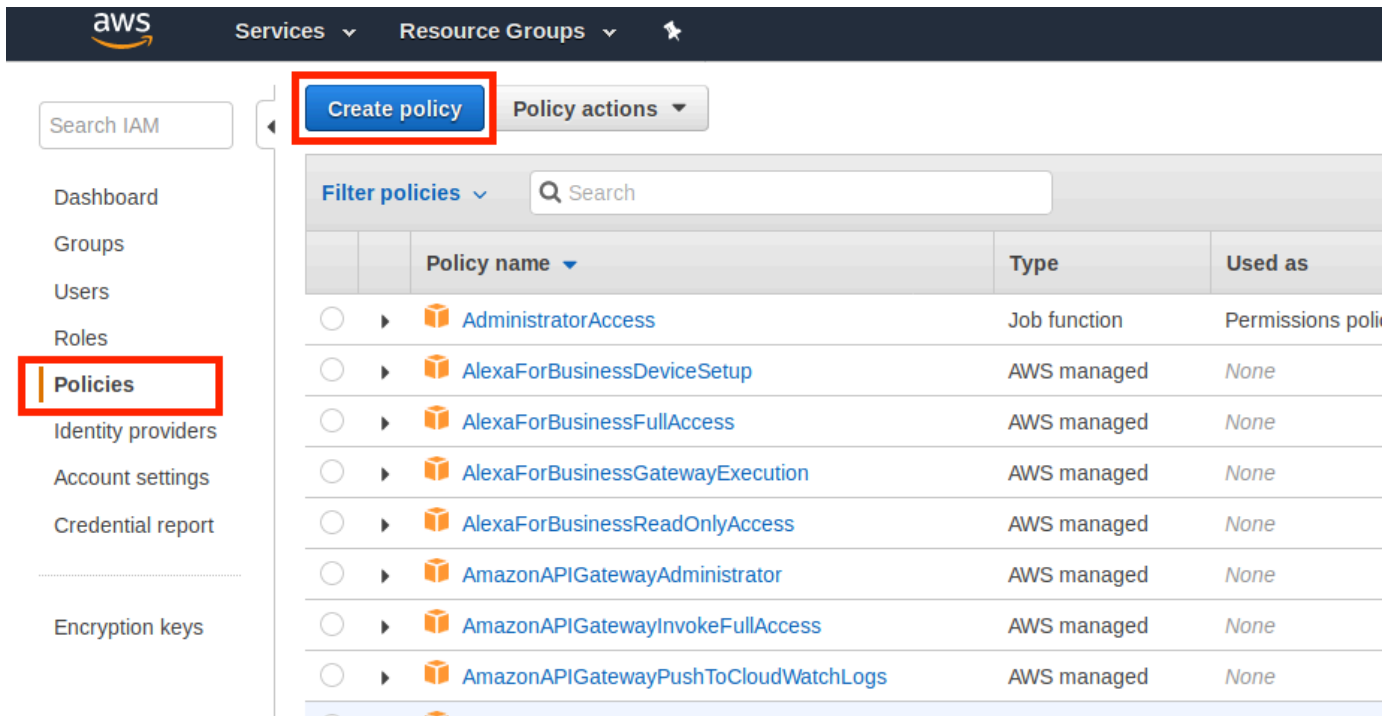 aws Services Resource Groups
Search IAM
Dashboard
Groups
Users
Roles
Policies
Identity providers
Account settings
Credential report
Encryption keys
Create policy Policy actions
Filter policies Search
Policy name Type Used as
AdministratorAccess Job function Permissions poli
AlexaForBusinessDeviceSetup AWS managed None
AlexaForBusinessFullAccess AWS managed None
AlexaForBusinessGatewayExecution AWS managed None
AlexaForBusinessReadOnlyAccess AWS managed None
AmazonAPIGatewayAdministrator AWS managed None
AmazonAPIGatewayInvokeFullAccess AWS managed None
AmazonAPIGatewayPushToCloudWatchLogs AWS managed None